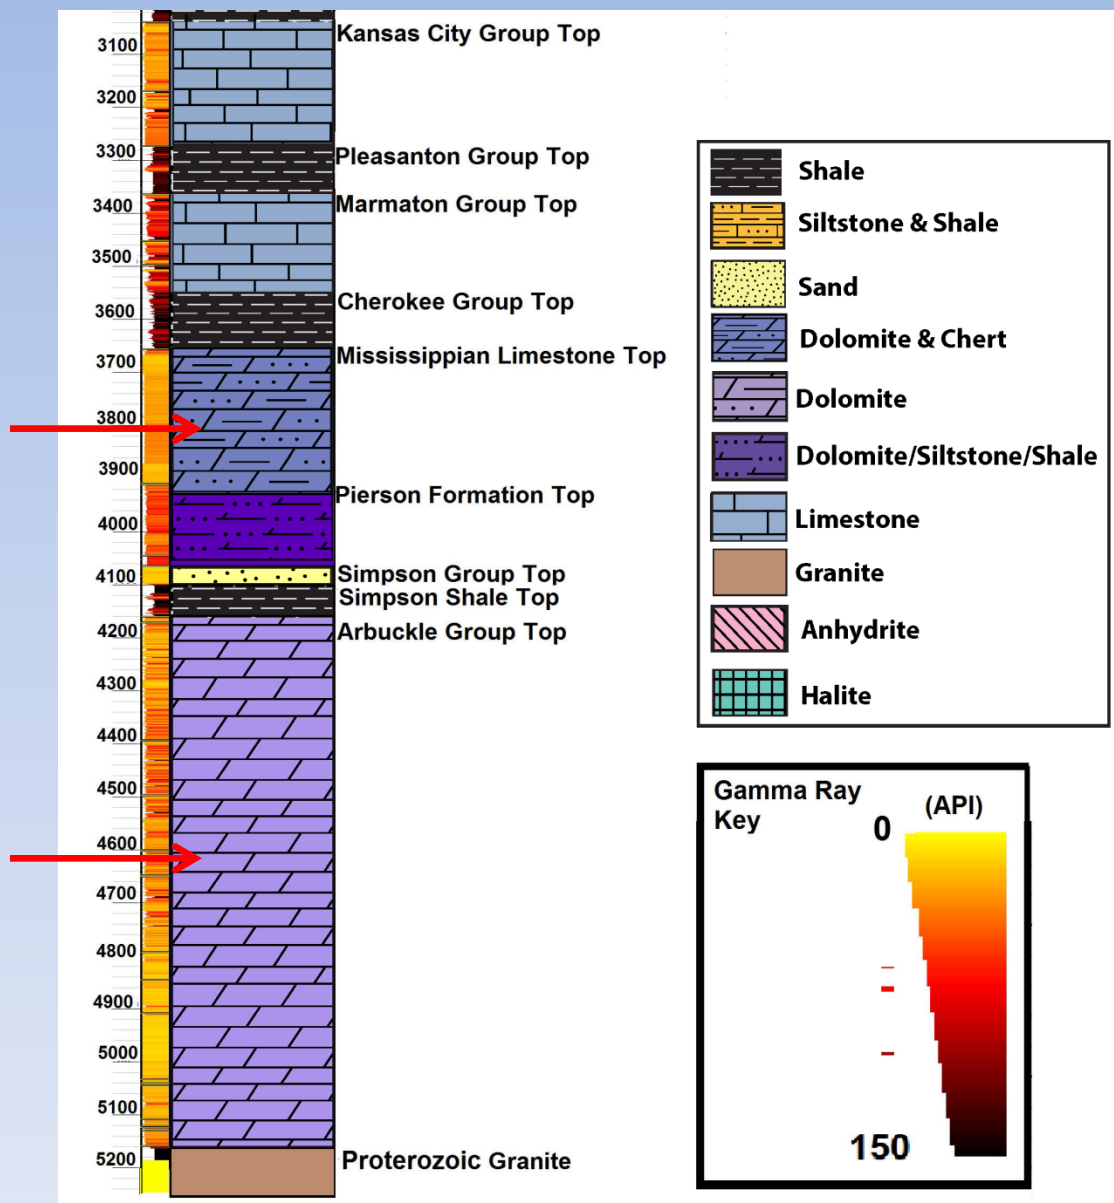 3100
Kansas City Group Top
3200
3300
Pleasanton Group Top
3400
Marmaton Group Top
3500
3600
Cherokee Group Top
3700
Mississippian Limestone Top
3800
3900
Pierson Formation Top
4000
4100
Simpson Group Top
Simpson Shale Top
4200
Arbuckle Group Top
4300
4400
4500
4600
4700
4800
4900
5000
5100
5200
Proterozoic Granite
Shale
Siltstone & Shale
Sand
Dolomite & Chert
Dolomite
Dolomite/Siltstone/Shale
Limestone
Granite
Anhydrite
Halite
Gamma Ray
Key
(API)
0
150